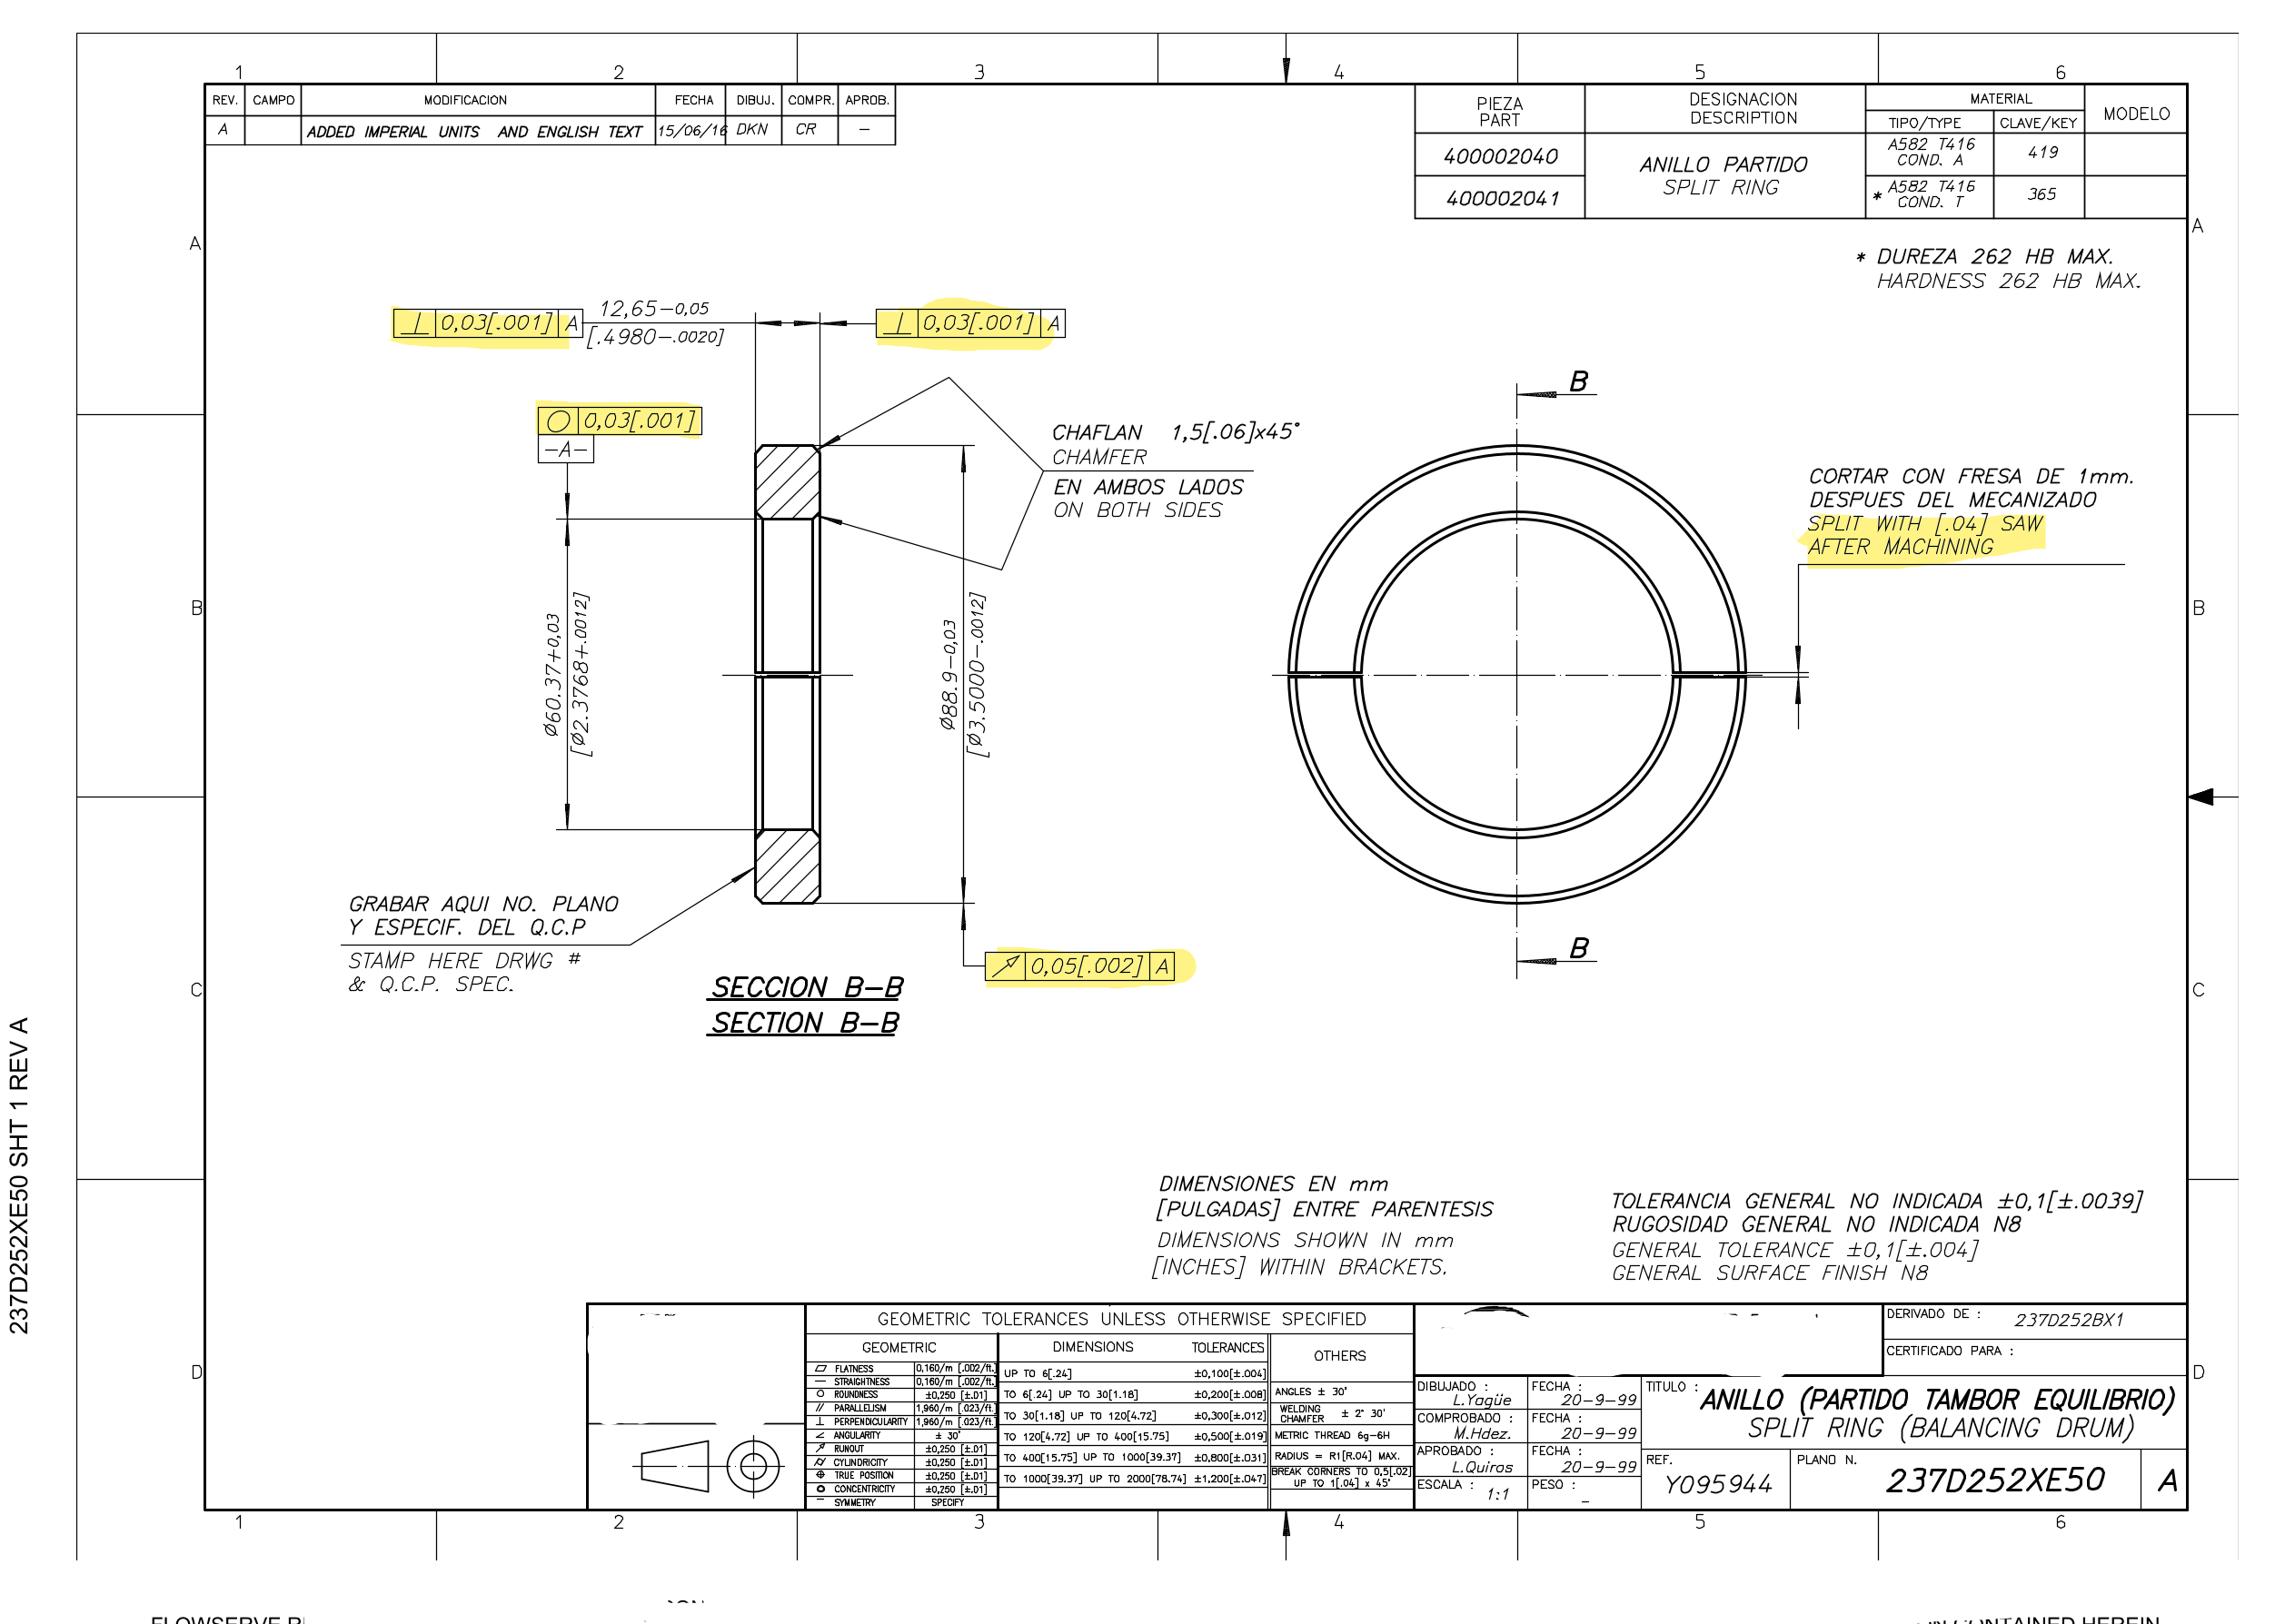 1 2 3 4 5 6
REV. CAMPO MODIFICACION FECHA DIBUJ. COMPR. APROB.
A ADDED IMPERIAL UNITS AND ENGLISH TEXT 15/06/16 DKN CR –
PIEZA
PART
DESIGNACION
DESCRIPTION
MATERIAL
TIPO/TYPE CLAVE/KEY
MODELO
400002040
ANILLO PARTIDO
SPLIT RING
A582 T416
COND. A
419
400002041
* A582 T416
COND. T
365
* DUREZA 262 HB MAX.
HARDNESS 262 HB MAX.
A A
B B
C C
D D
⊥ 0,03[.001] A
12,65-0,05
[.4980-.0020]
⊥ 0,03[.001] A
○ 0,03[.001]
-A-
CHAFLAN 1,5[.06]x45°
CHAMFER
EN AMBOS LADOS
ON BOTH SIDES
Ø60.37+0,03
[Ø2.3768+.0012]
Ø88.9-0,03
[Ø3.5000-.0012]
B
B
CORTAR CON FRESA DE 1mm.
DESPUES DEL MECANIZADO
SPLIT WITH [.04] SAW
AFTER MACHINING
GRABAR AQUI NO. PLANO
Y ESPECIF. DEL Q.C.P
STAMP HERE DRWG #
& Q.C.P. SPEC.
↗ 0,05[.002] A
SECCION B-B
SECTION B-B
237D252XE50 SHT 1 REV A
DIMENSIONES EN mm
[PULGADAS] ENTRE PARENTESIS
DIMENSIONS SHOWN IN mm
[INCHES] WITHIN BRACKETS.
TOLERANCIA GENERAL NO INDICADA ±0,1[±.0039]
RUGOSIDAD GENERAL NO INDICADA N8
GENERAL TOLERANCE ±0,1[±.004]
GENERAL SURFACE FINISH N8
GEOMETRIC TOLERANCES UNLESS OTHERWISE SPECIFIED
GEOMETRIC
FLATNESS 0,160/m [.002/ft.]
STRAIGHTNESS 0,160/m [.002/ft.]
ROUNDNESS ±0,250 [±.01]
PARALLELISM 1,960/m [.023/ft.]
PERPENDICULARITY 1,960/m [.023/ft.]
ANGULARITY ± 30'
RUNOUT ±0,250 [±.01]
CYLINDRICITY ±0,250 [±.01]
TRUE POSITION ±0,250 [±.01]
CONCENTRICITY ±0,250 [±.01]
SYMMETRY SPECIFY
DIMENSIONS TOLERANCES
UP TO 6[.24] ±0,100[±.004]
TO 6[.24] UP TO 30[1.18] ±0,200[±.008]
TO 30[1.18] UP TO 120[4.72] ±0,300[±.012]
TO 120[4.72] UP TO 400[15.75] ±0,500[±.019]
TO 400[15.75] UP TO 1000[39.37] ±0,800[±.031]
TO 1000[39.37] UP TO 2000[78.74] ±1,200[±.047]
OTHERS
ANGLES ± 30'
WELDING CHAMFER ± 2° 30'
METRIC THREAD 6g-6H
RADIUS = R1[R.04] MAX.
BREAK CORNERS TO 0,5[.02]
UP TO 1[.04] x 45°
DERIVADO DE : 237D252BX1
CERTIFICADO PARA :
DIBUJADO : L.Yagüe FECHA : 20-9-99
COMPROBADO : M.Hdez. FECHA : 20-9-99
APROBADO : L.Quiros FECHA : 20-9-99
ESCALA : 1:1 PESO : –
TITULO : ANILLO (PARTIDO TAMBOR EQUILIBRIO)
SPLIT RING (BALANCING DRUM)
REF. Y095944
PLANO N. 237D252XE50 A
1 2 3 4 5 6
FLOWSERVE
HEREIN